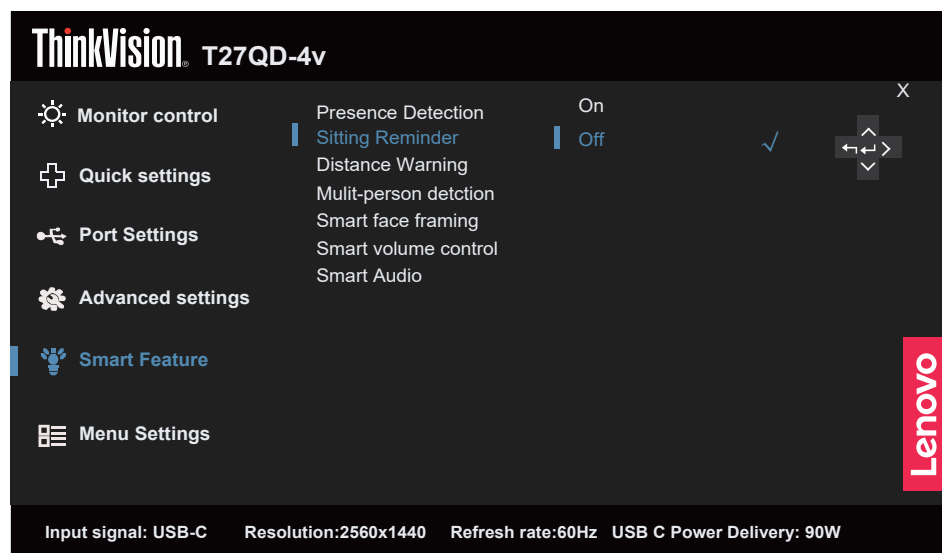 ThinkVision® T27QD-4v
X
Monitor control
Quick settings
Port Settings
Advanced settings
Smart Feature
Menu Settings
Presence Detection
Sitting Reminder
Distance Warning
Mulit-person detction
Smart face framing
Smart volume control
Smart Audio
On
Off
Lenovo
Input signal: USB-C Resolution:2560x1440 Refresh rate:60Hz USB C Power Delivery: 90W